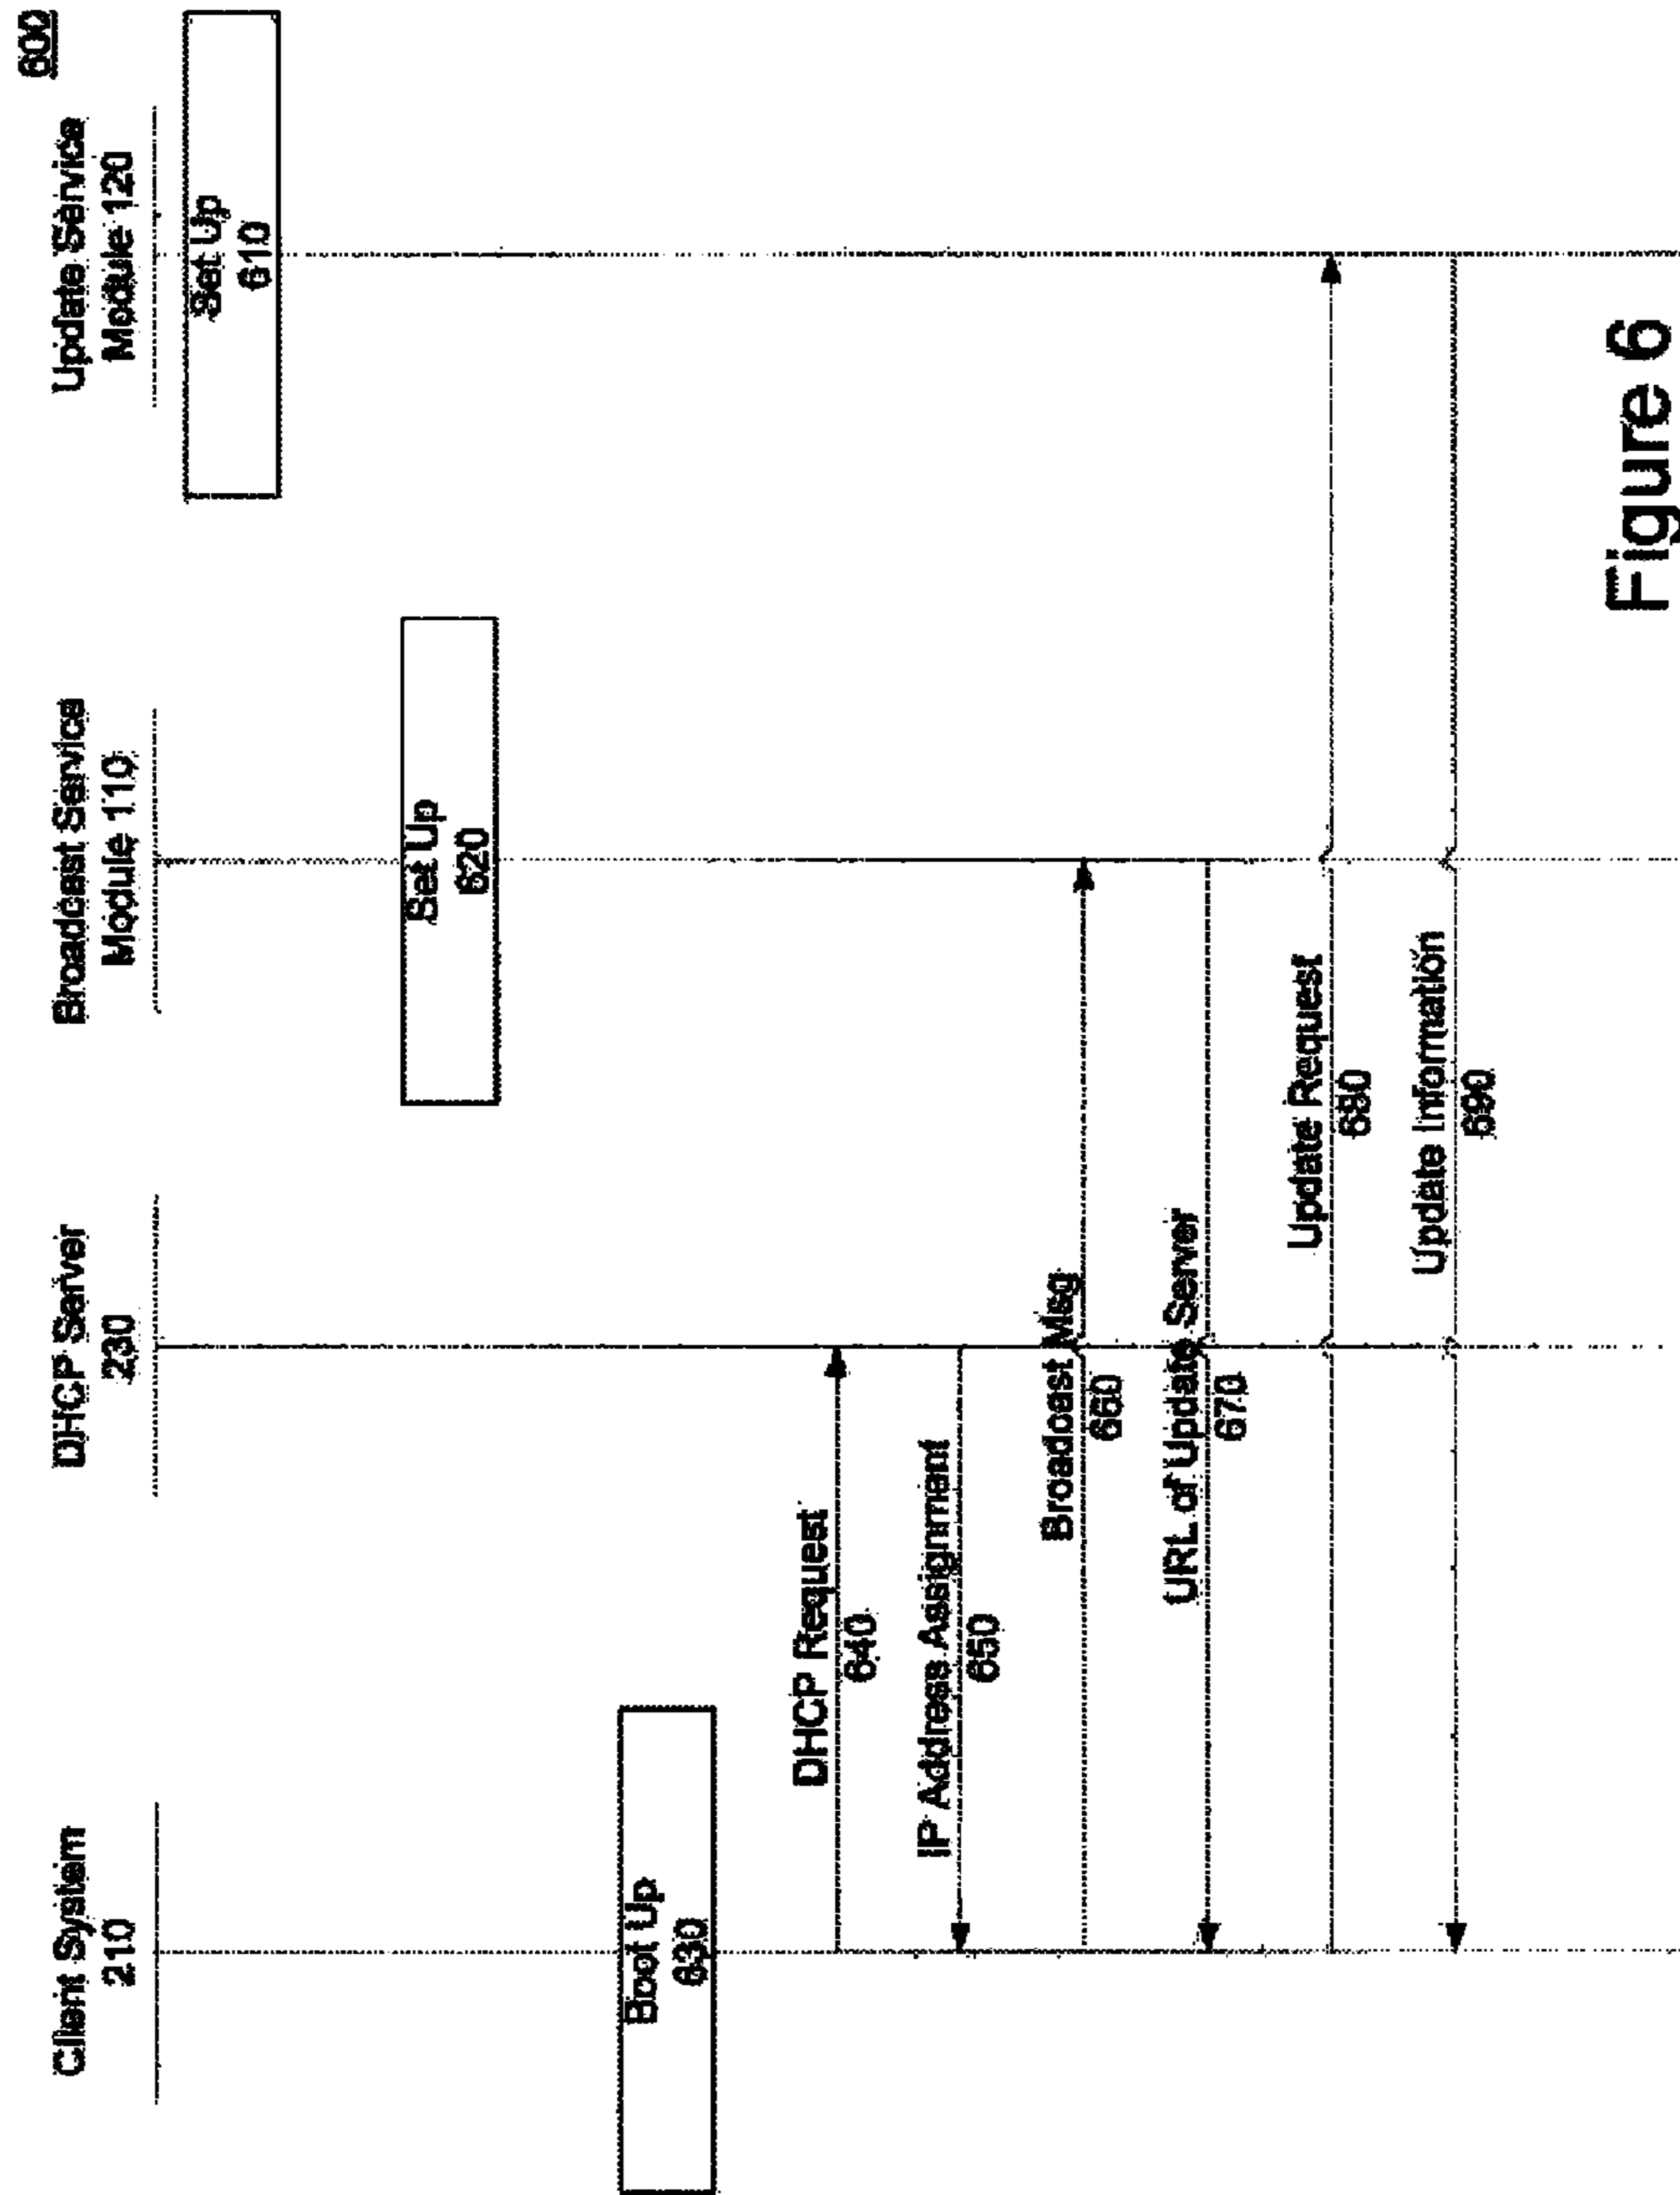 600
Client System
210
DHCP Server
230
Broadcast Service
Module 110
Update Service
Module 120
Set Up
610
Set Up
620
Boot Up
630
DHCP Request
640
IP Address Assignment
650
Broadcast Msg
660
URL of Update Server
670
Update Request
680
Update Information
690
Figure 6